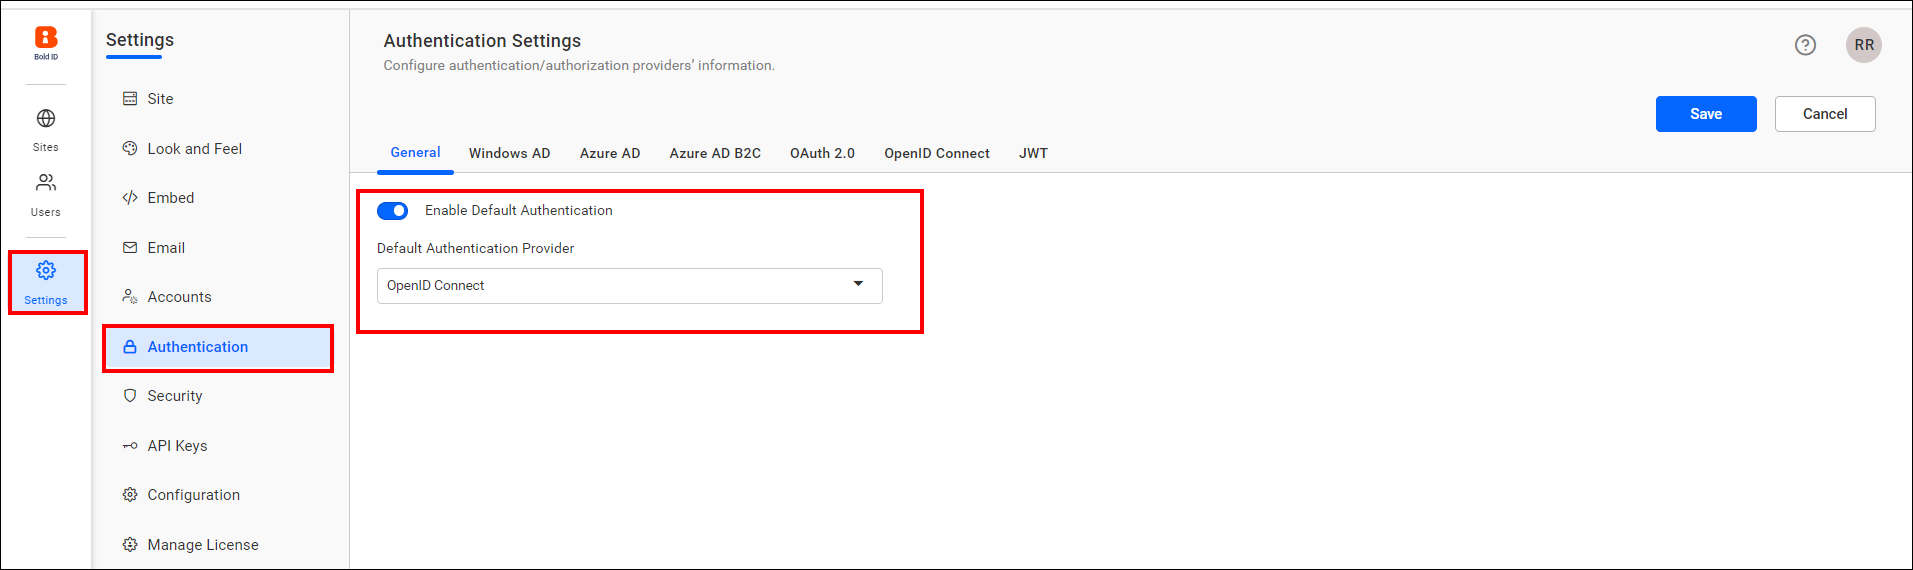 Bold ID
Sites
Users
Settings
Settings
Site
Look and Feel
Embed
Email
Accounts
Authentication
Security
API Keys
Configuration
Manage License
Authentication Settings
Configure authentication/authorization providers’ information.
RR
Save
Cancel
General
Windows AD
Azure AD
Azure AD B2C
OAuth 2.0
OpenID Connect
JWT
Enable Default Authentication
Default Authentication Provider
OpenID Connect